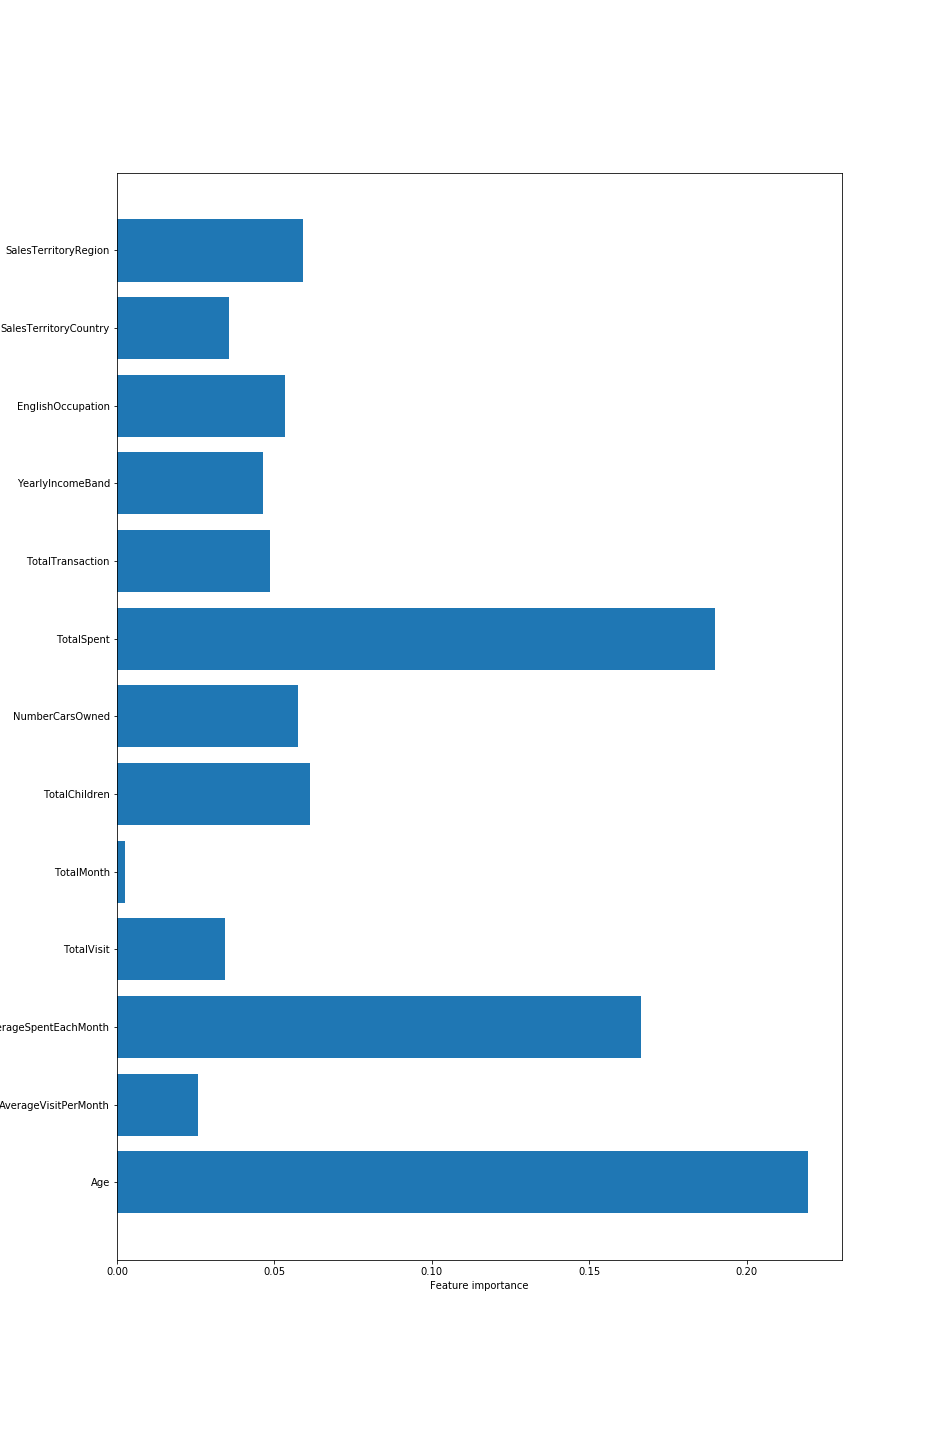 SalesTerritoryRegion
SalesTerritoryCountry
EnglishOccupation
YearlyIncomeBand
TotalTransaction
TotalSpent
NumberCarsOwned
TotalChildren
TotalMonth
TotalVisit
erageSpentEachMonth
AverageVisitPerMonth
Age
0.00 0.05 0.10 0.15 0.20
Feature importance